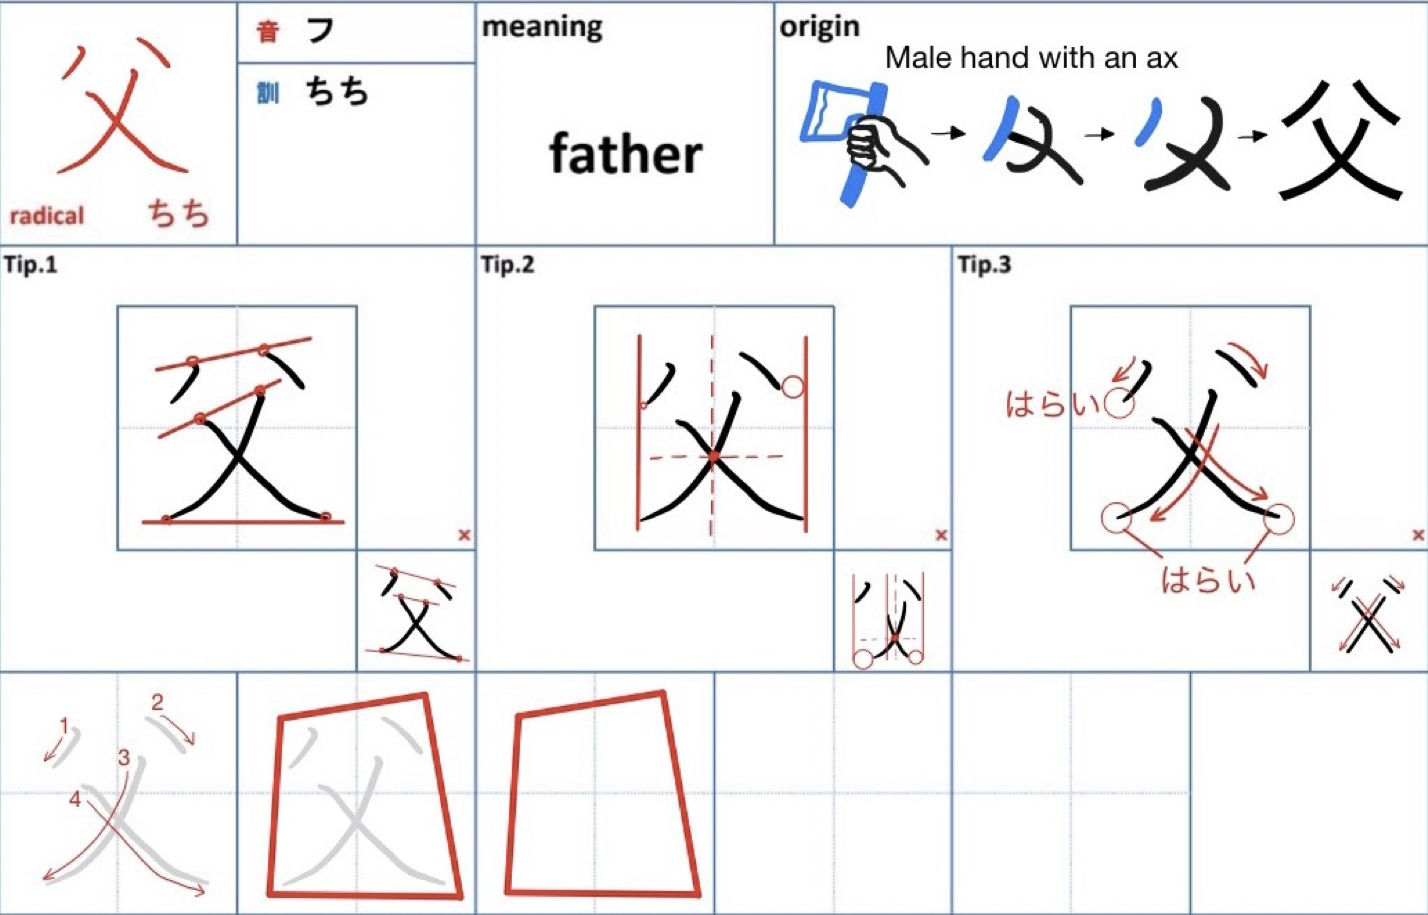 父
radical ちち
音 フ
訓 ちち
meaning
father
origin
Male hand with an ax
父
Tip.1
父
×
父
Tip.2
父
×
父
Tip.3
父
はらい
はらい
×
父
1
2
3
4
父
父